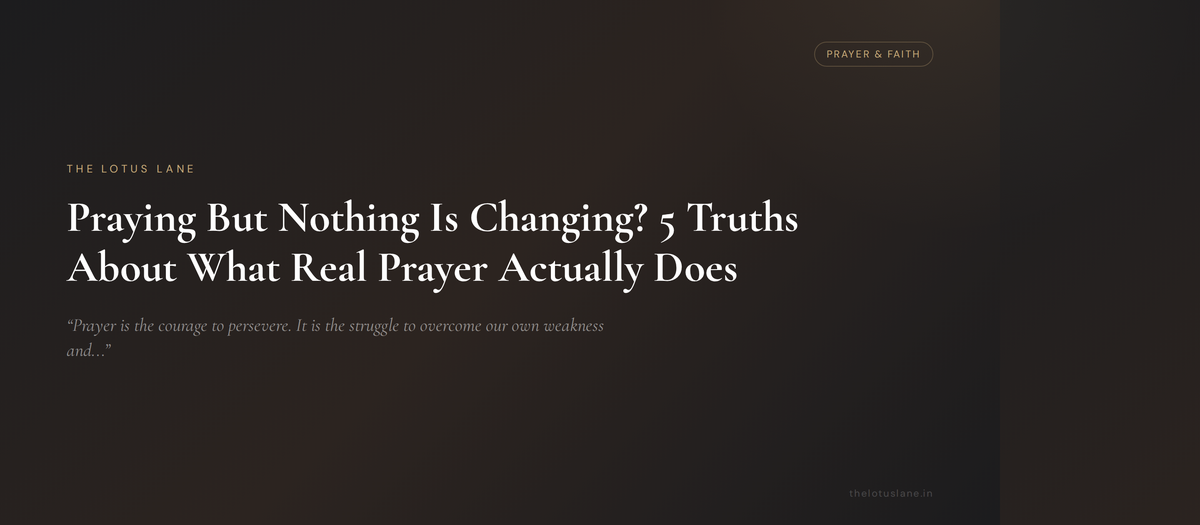 PRAYER & FAITH
THE LOTUS LANE
Praying But Nothing Is Changing? 5 Truths
About What Real Prayer Actually Does
“Prayer is the courage to persevere. It is the struggle to overcome our own weakness
and...”
thelotuslane.in